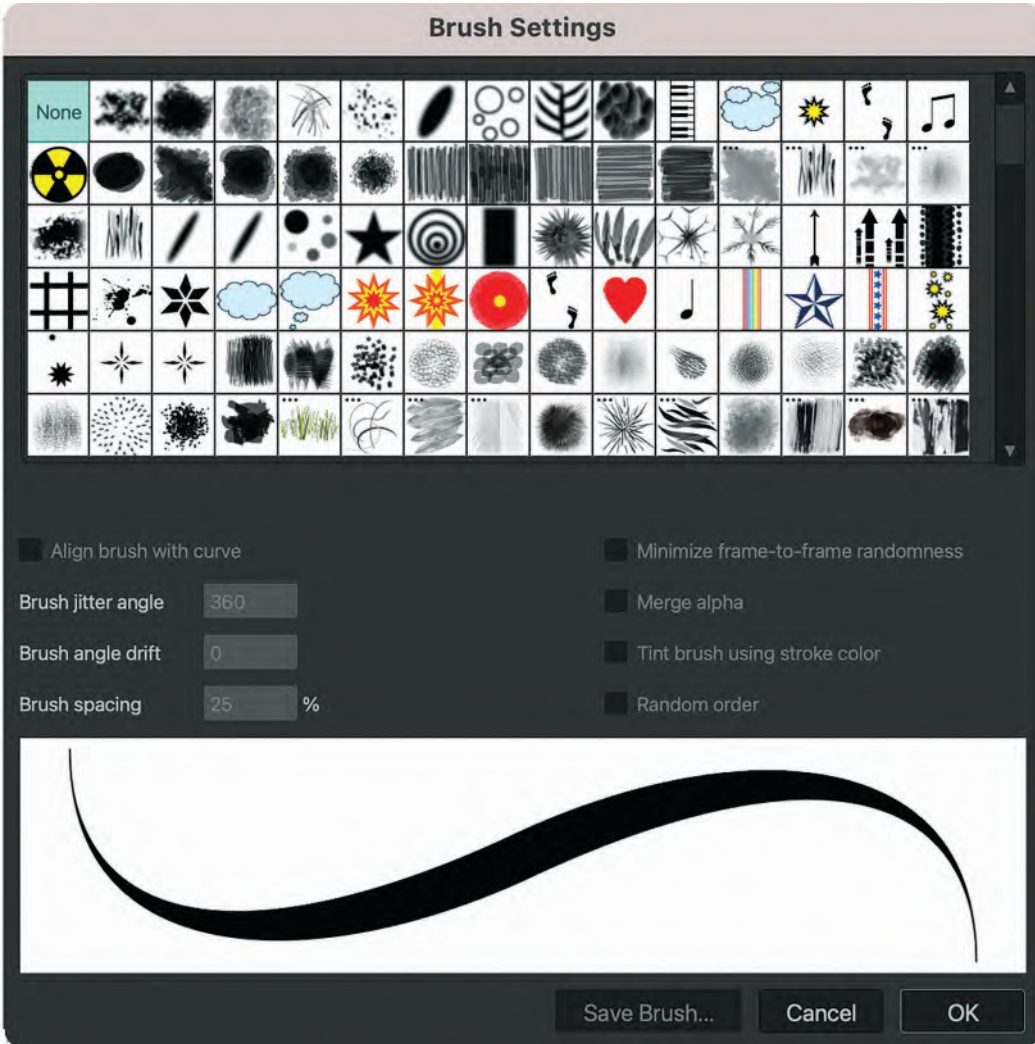 Brush Settings
None
Align brush with curve
Minimize frame-to-frame randomness
Brush jitter angle 360
Merge alpha
Brush angle drift 0
Tint brush using stroke color
Brush spacing 25 %
Random order
Save Brush... Cancel OK